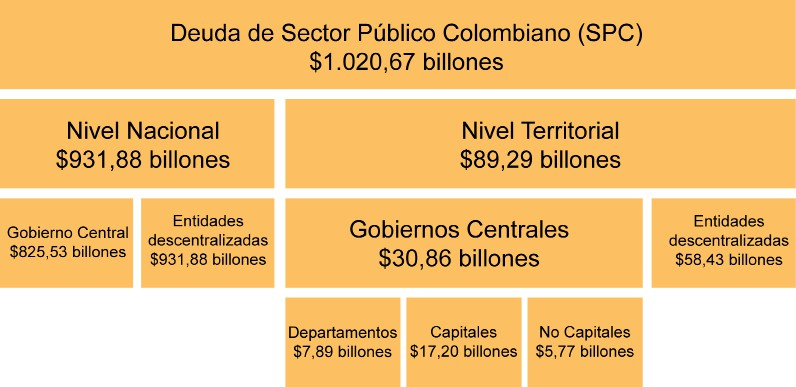 Deuda de Sector Público Colombiano (SPC)
$1.020,67 billones
Nivel Nacional
$931,88 billones
Nivel Territorial
$89,29 billones
Gobierno Central
$825,53 billones
Entidades
descentralizadas
$931,88 billones
Gobiernos Centrales
$30,86 billones
Entidades
descentralizadas
$58,43 billones
Departamentos
$7,89 billones
Capitales
$17,20 billones
No Capitales
$5,77 billones